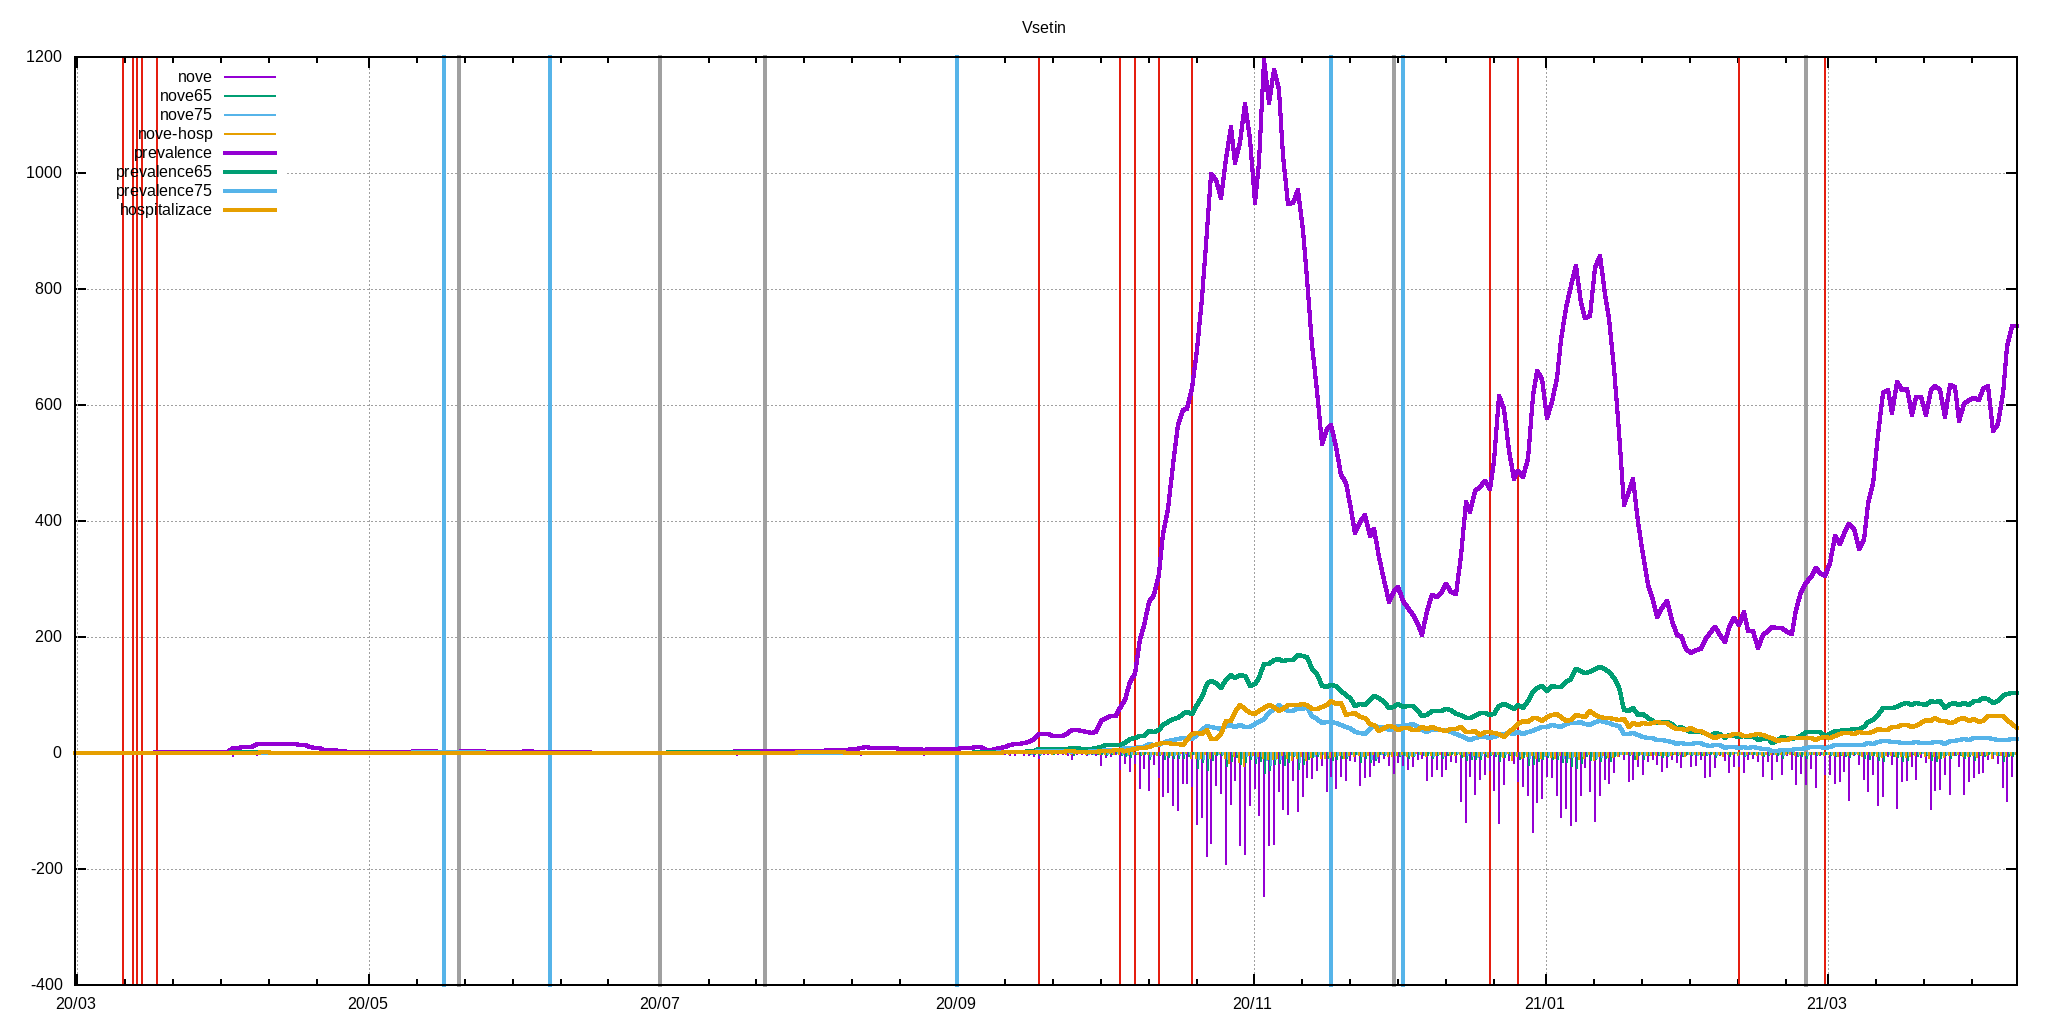 Vsetin
1200
1000
800
600
400
200
0
-200
-400
nove
nove65
nove75
nove-hosp
prevalence
prevalence65
prevalence75
hospitalizace
20/03 20/05 20/07 20/09 20/11 21/01 21/03